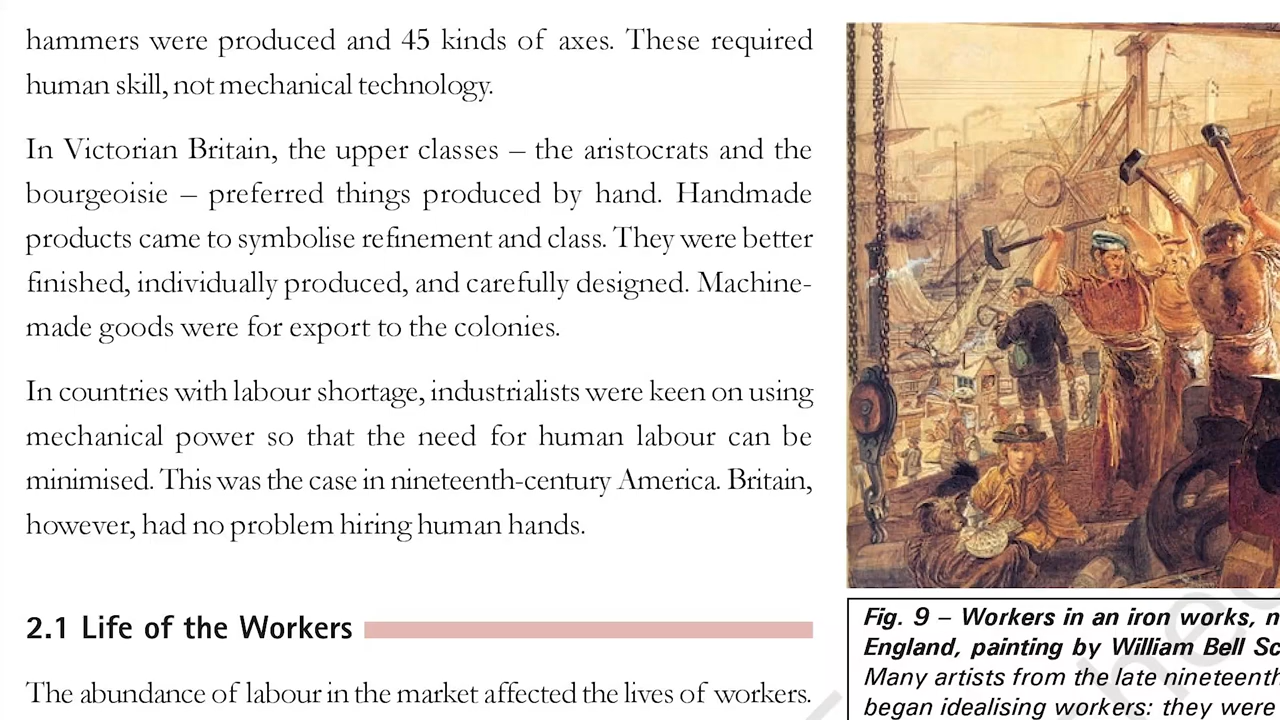 hammers were produced and 45 kinds of axes. These required
human skill, not mechanical technology.
In Victorian Britain, the upper classes – the aristocrats and the
bourgeoisie – preferred things produced by hand. Handmade
products came to symbolise refinement and class. They were better
finished, individually produced, and carefully designed. Machine-
made goods were for export to the colonies.
In countries with labour shortage, industrialists were keen on using
mechanical power so that the need for human labour can be
minimised. This was the case in nineteenth-century America. Britain,
however, had no problem hiring human hands.
2.1 Life of the Workers
The abundance of labour in the market affected the lives of workers.
Fig. 9 – Workers in an iron works,
England, painting by William Bell
Many artists from the late nineteenth
began idealising workers: they were